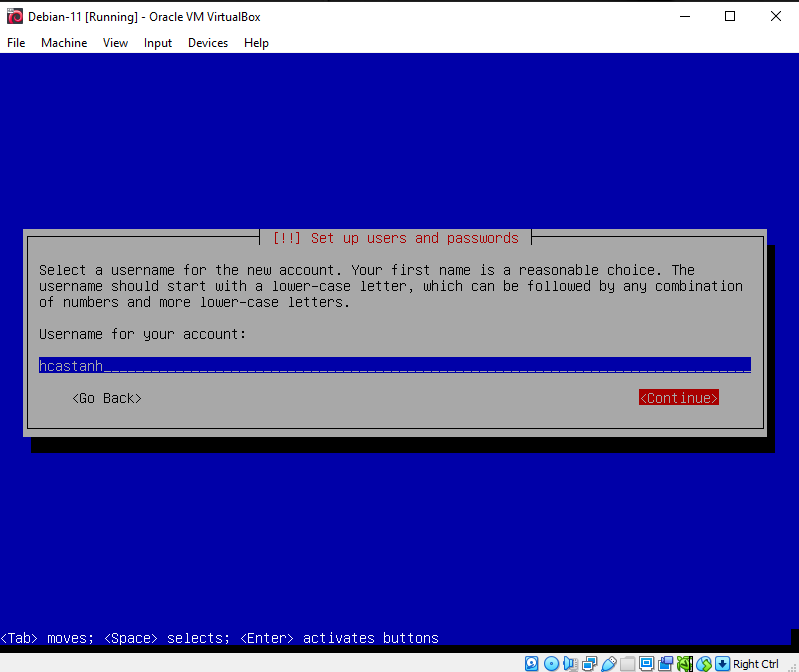 Debian-11 [Running] - Oracle VM VirtualBox
File Machine View Input Devices Help
[!!] Set up users and passwords
Select a username for the new account. Your first name is a reasonable choice. The
username should start with a lower-case letter, which can be followed by any combination
of numbers and more lower-case letters.
Username for your account:
hcastanh
<Go Back> <Continue>
<Tab> moves; <Space> selects; <Enter> activates buttons
Right Ctrl